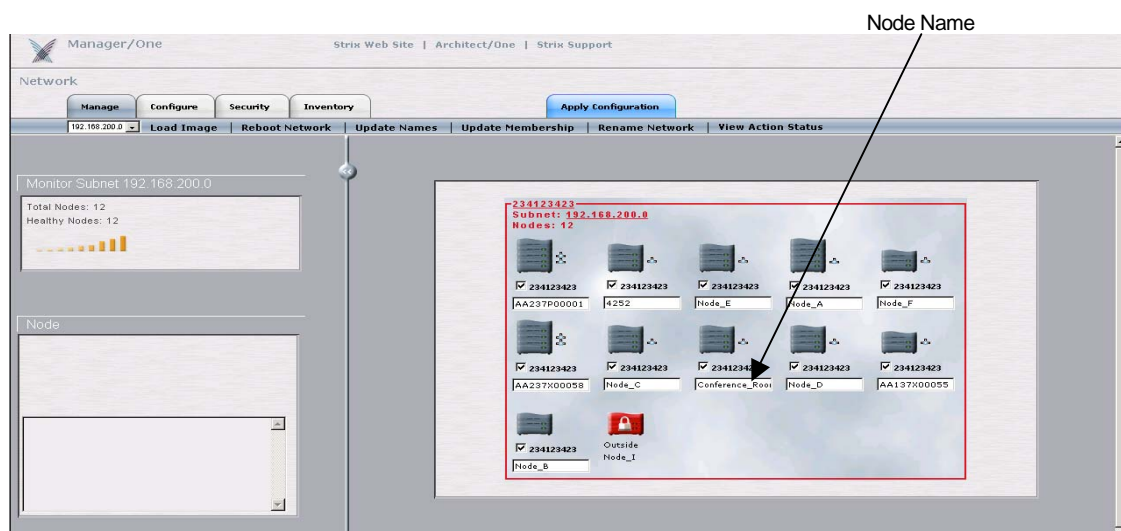 Node Name
Manager/One
Strix Web Site | Architect/One | Strix Support
Network
Manage Configure Security Inventory Apply Configuration
192.168.200.0 Load Image | Reboot Network | Update Names | Update Membership | Rename Network | View Action Status
Monitor Subnet 192.168.200.0
Total Nodes: 12
Healthy Nodes: 12
Node
234123423
Subnet: 192.168.200.0
Nodes: 12
234123423 234123423 234123423 234123423 234123423
AA237P00001 4252 Node_E Node_A Node_F
234123423 234123423 234123423 234123423 234123423
AA237X00058 Node_C Conference_Roo Node_D AA137X00055
234123423 Outside
Node_B Node_I